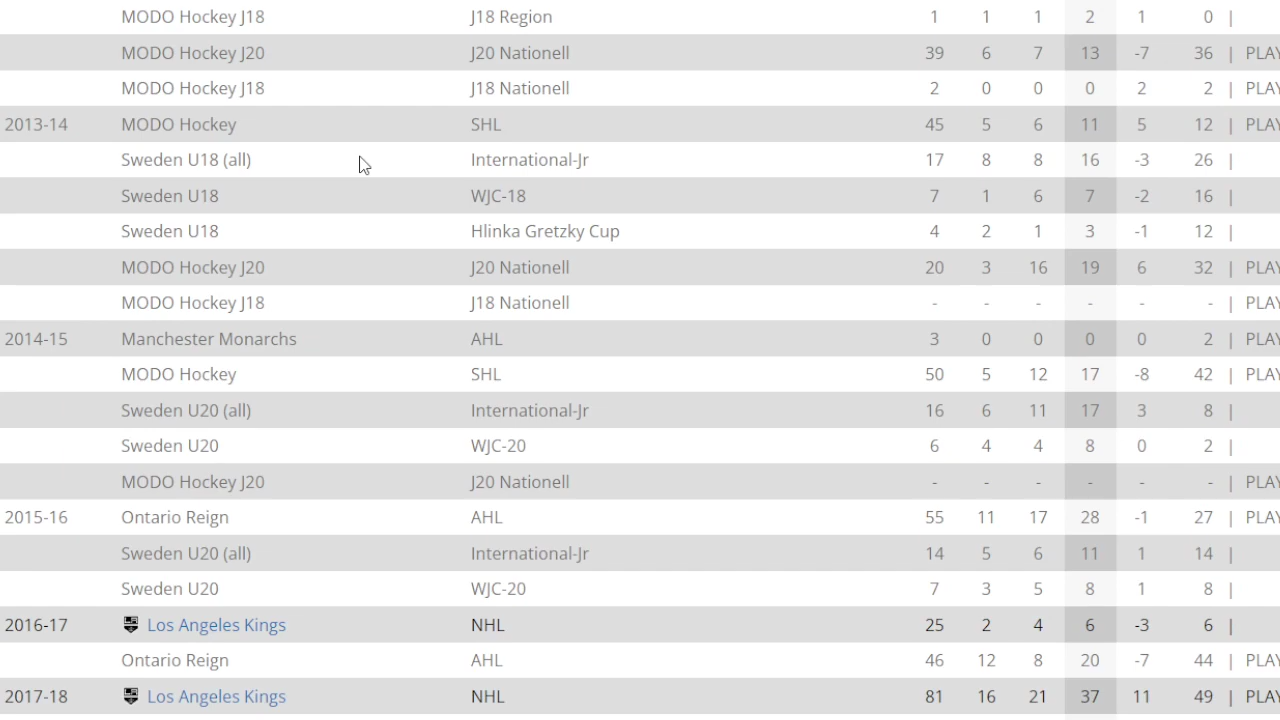 MODO Hockey J18 J18 Region 1 1 1 2 1 0 |
MODO Hockey J20 J20 Nationell 39 6 7 13 -7 36 | PLAY
MODO Hockey J18 J18 Nationell 2 0 0 0 2 2 | PLAY
2013-14 MODO Hockey SHL 45 5 6 11 5 12 | PLAY
Sweden U18 (all) International-Jr 17 8 8 16 -3 26 |
Sweden U18 WJC-18 7 1 6 7 -2 16 |
Sweden U18 Hlinka Gretzky Cup 4 2 1 3 -1 12 |
MODO Hockey J20 J20 Nationell 20 3 16 19 6 32 | PLAY
MODO Hockey J18 J18 Nationell - - - - - - | PLAY
2014-15 Manchester Monarchs AHL 3 0 0 0 0 2 | PLAY
MODO Hockey SHL 50 5 12 17 -8 42 | PLAY
Sweden U20 (all) International-Jr 16 6 11 17 3 8 |
Sweden U20 WJC-20 6 4 4 8 0 2 |
MODO Hockey J20 J20 Nationell - - - - - - | PLAY
2015-16 Ontario Reign AHL 55 11 17 28 -1 27 | PLAY
Sweden U20 (all) International-Jr 14 5 6 11 1 14 |
Sweden U20 WJC-20 7 3 5 8 1 8 |
2016-17 Los Angeles Kings NHL 25 2 4 6 -3 6 |
Ontario Reign AHL 46 12 8 20 -7 44 | PLAY
2017-18 Los Angeles Kings NHL 81 16 21 37 11 49 | PLAY